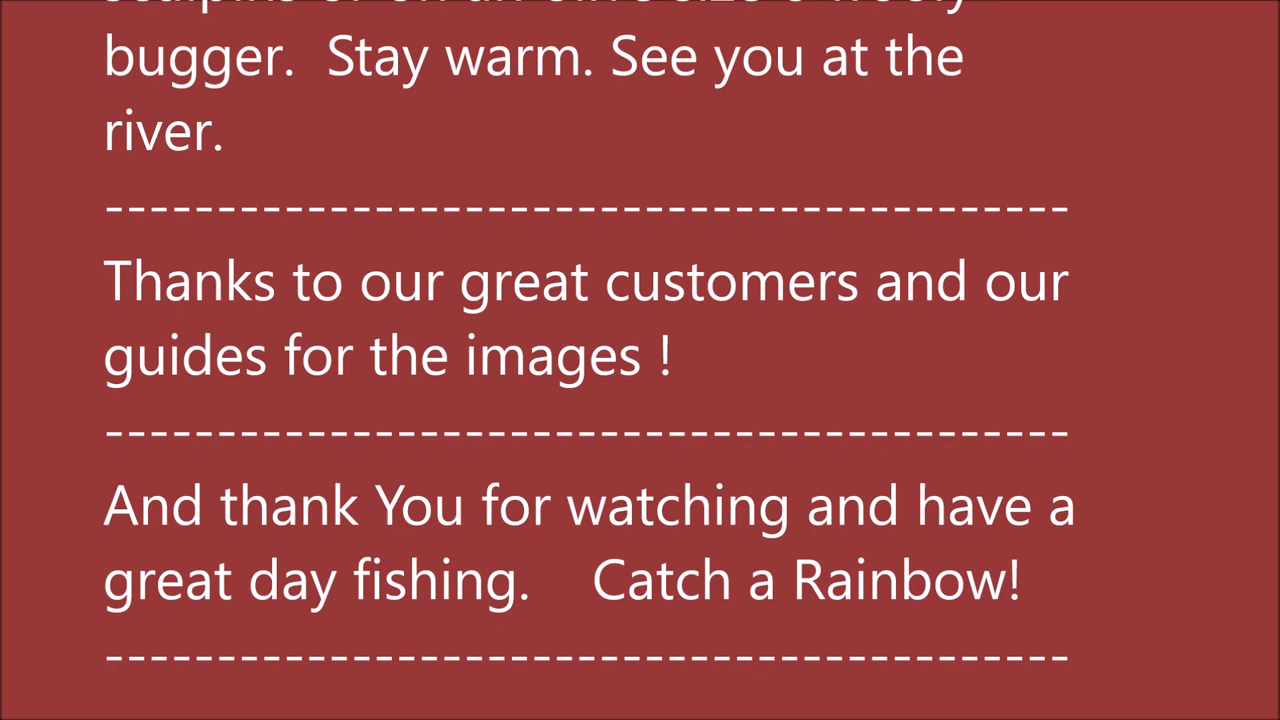 bugger.  Stay warm. See you at the
river.
-------------------------------------------
Thanks to our great customers and our
guides for the images !
-------------------------------------------
And thank You for watching and have a
great day fishing.    Catch a Rainbow!
-------------------------------------------